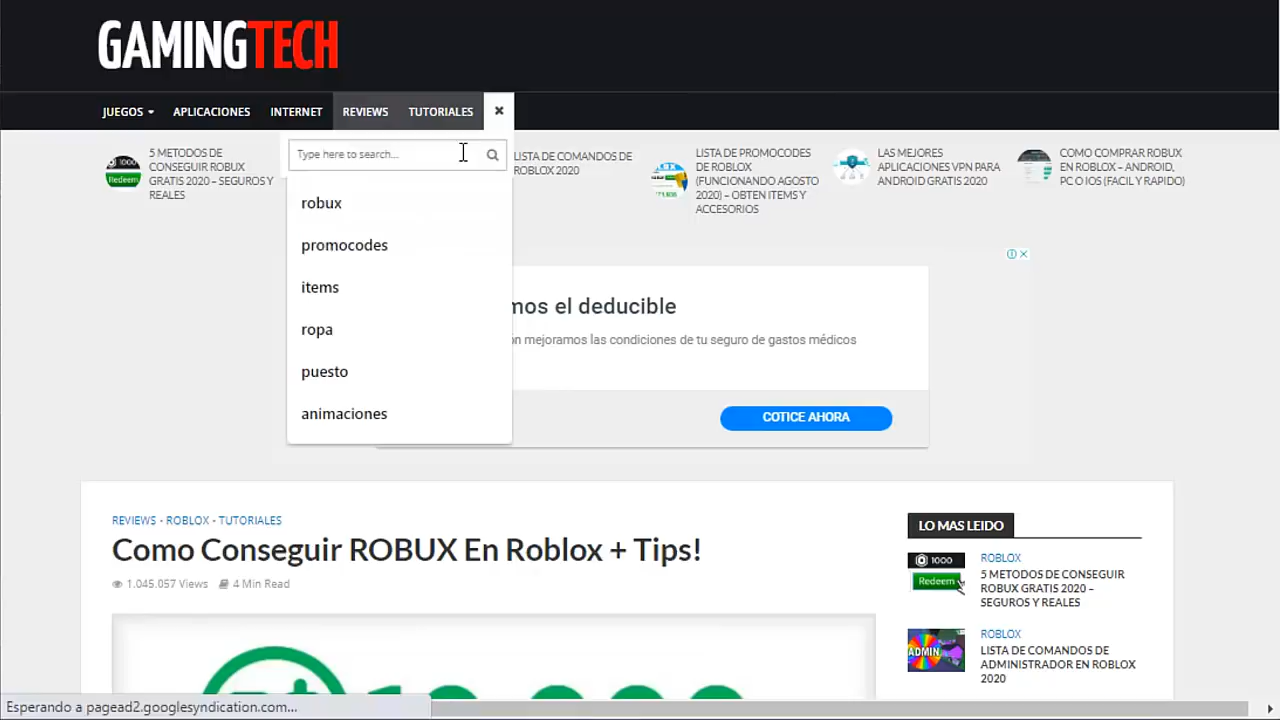 GAMINGTECH
JUEGOS APLICACIONES INTERNET REVIEWS TUTORIALES
Type here to search...
robux
promocodes
items
ropa
puesto
animaciones
5 METODOS DE
CONSEGUIR ROBUX
GRATIS 2020 – SEGUROS Y
REALES
LISTA DE COMANDOS DE
ROBLOX 2020
LISTA DE PROMOCODES
DE ROBLOX
(FUNCIONANDO AGOSTO
2020) – OBTEN ITEMS Y
ACCESORIOS
LAS MEJORES
APLICACIONES VPN PARA
ANDROID GRATIS 2020
COMO COMPRAR ROBUX
EN ROBLOX – ANDROID,
PC O IOS (FACIL Y RAPIDO)
mos el deducible
ón mejoramos las condiciones de tu seguro de gastos médicos
COTICE AHORA
REVIEWS • ROBLOX • TUTORIALES
Como Conseguir ROBUX En Roblox + Tips!
1.045.057 Views 4 Min Read
LO MAS LEIDO
1000
Redeem
ROBLOX
5 METODOS DE CONSEGUIR
ROBUX GRATIS 2020 –
SEGUROS Y REALES
ADMIN
ROBLOX
LISTA DE COMANDOS DE
ADMINISTRADOR EN ROBLOX
2020
Esperando a pagead2.googlesyndication.com...